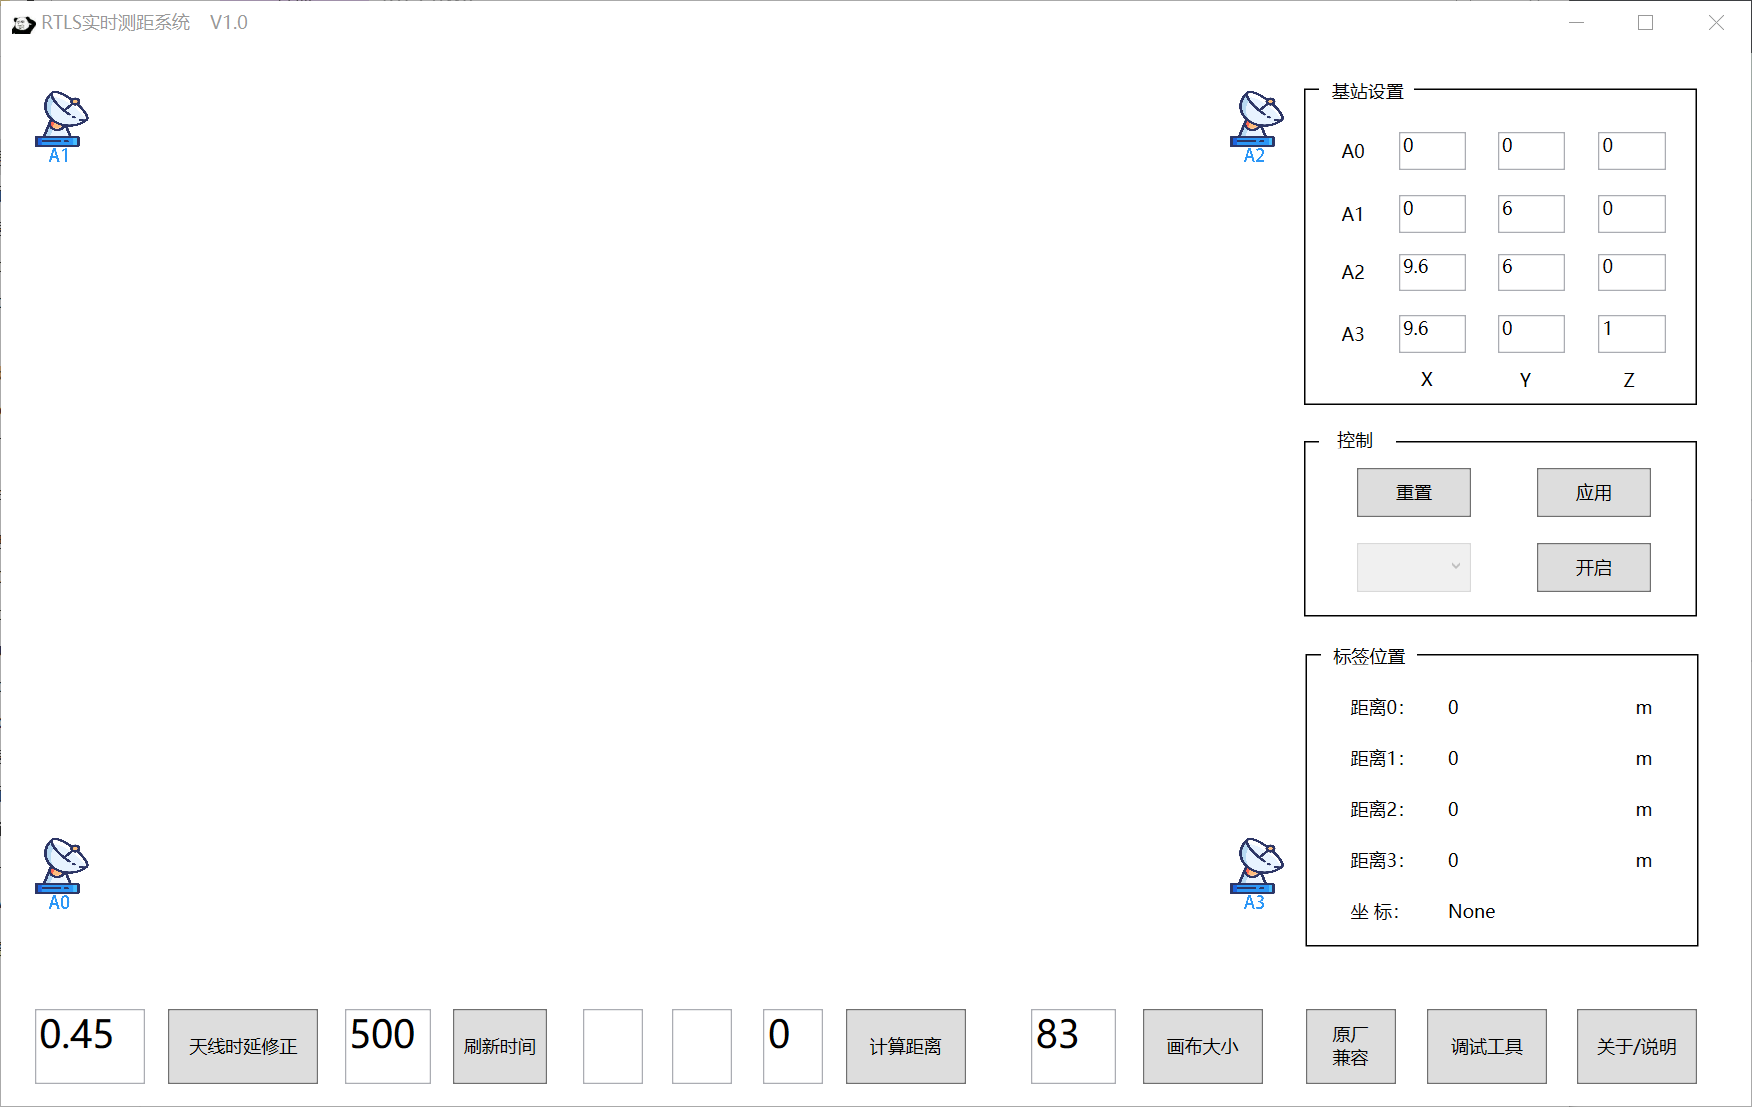 RTLS实时测距系统 V1.0
A1
A2
A0
A3
基站设置
A0 0 0 0
A1 0 6 0
A2 9.6 6 0
A3 9.6 0 1
X Y Z
控制
重置 应用
开启
标签位置
距离0： 0 m
距离1： 0 m
距离2： 0 m
距离3： 0 m
坐 标： None
0.45 天线时延修正 500 刷新时间 0 计算距离 83 画布大小
原厂
兼容
调试工具 关于/说明